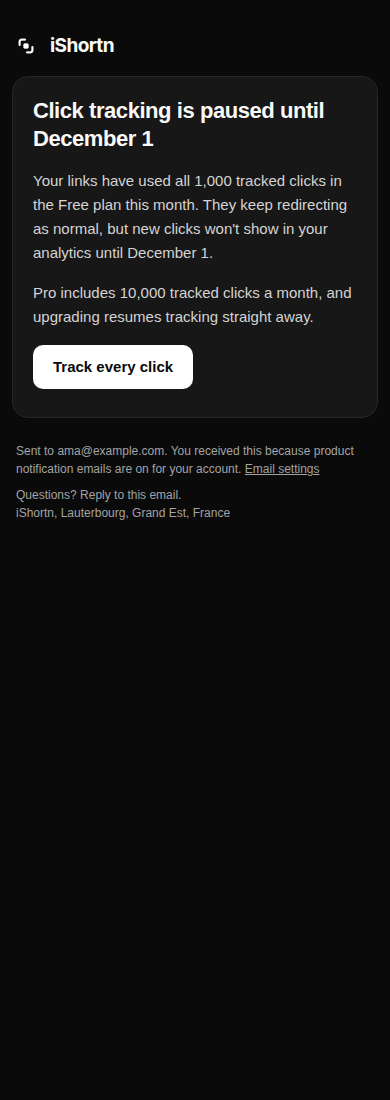 iShortn
Click tracking is paused until
December 1
Your links have used all 1,000 tracked clicks in
the Free plan this month. They keep redirecting
as normal, but new clicks won't show in your
analytics until December 1.
Pro includes 10,000 tracked clicks a month, and
upgrading resumes tracking straight away.
Track every click
Sent to ama@example.com. You received this because product
notification emails are on for your account. Email settings
Questions? Reply to this email.
iShortn, Lauterbourg, Grand Est, France